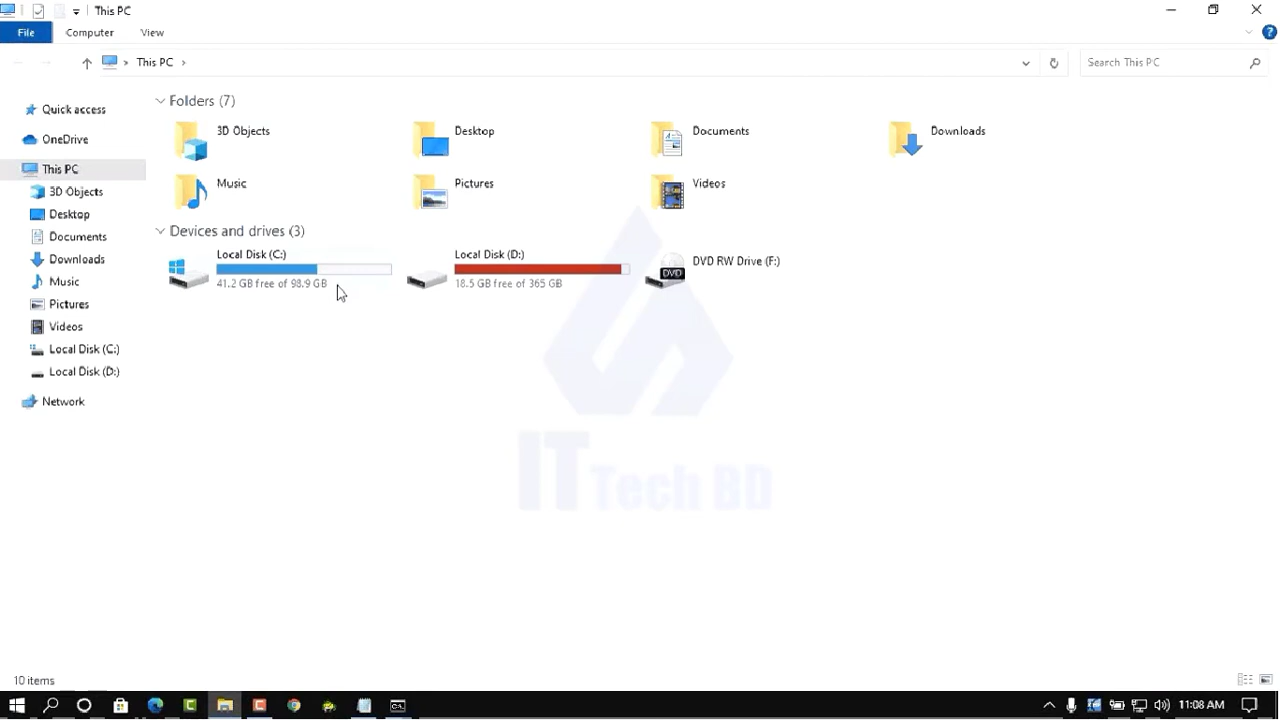 This PC
File Computer View
This PC
Search This PC
Quick access
OneDrive
This PC
3D Objects
Desktop
Documents
Downloads
Music
Pictures
Videos
Local Disk (C:)
Local Disk (D:)
Network
Folders (7)
3D Objects
Desktop
Documents
Downloads
Music
Pictures
Videos
Devices and drives (3)
Local Disk (C:)
41.2 GB free of 98.9 GB
Local Disk (D:)
18.5 GB free of 365 GB
DVD
DVD RW Drive (F:)
IT Tech BD
10 items
11:08 AM